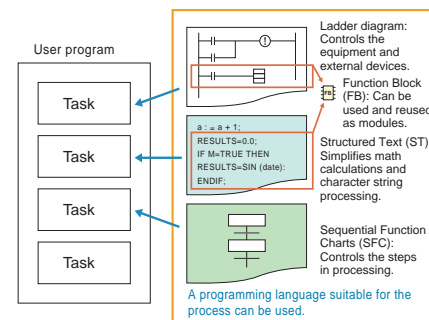 User program
Task
Task
Task
Task
a : = a + 1;
RESULTS=0.0;
IF M=TRUE THEN
RESULTS=SIN (date):
ENDIF;
Ladder diagram:
Controls the
equipment and
external devices.
FB
Function Block
(FB): Can be
used and reused
as modules.
Structured Text (ST)
Simplifies math
calculations and
character string
processing.
Sequential Function
Charts (SFC):
Controls the steps
in processing.
A programming language suitable for the
process can be used.